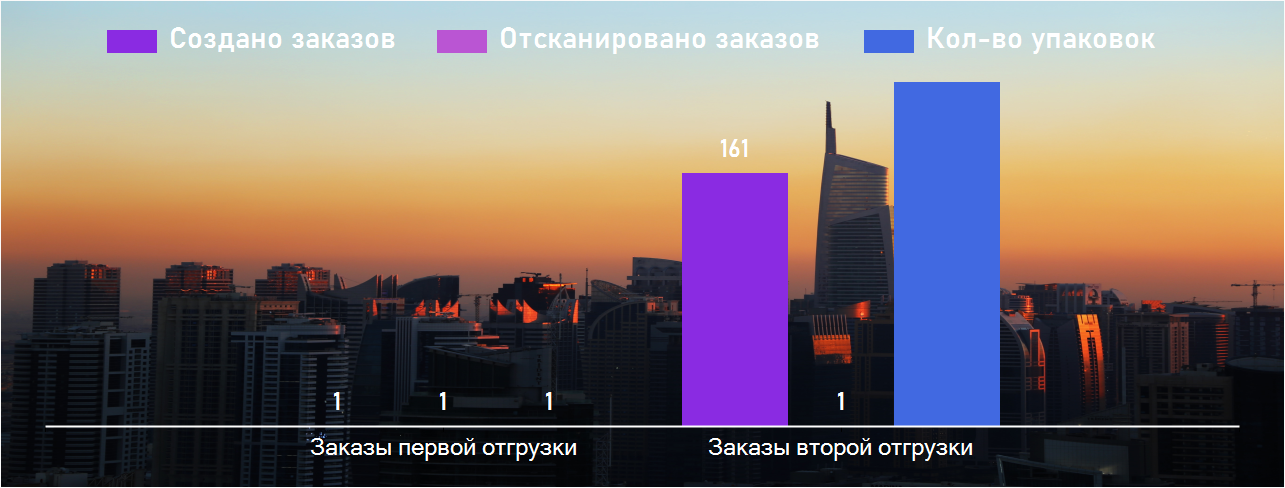 Создано заказов Отсканировано заказов Кол-во упаковок
161
1 1 1 1
Заказы первой отгрузки Заказы второй отгрузки